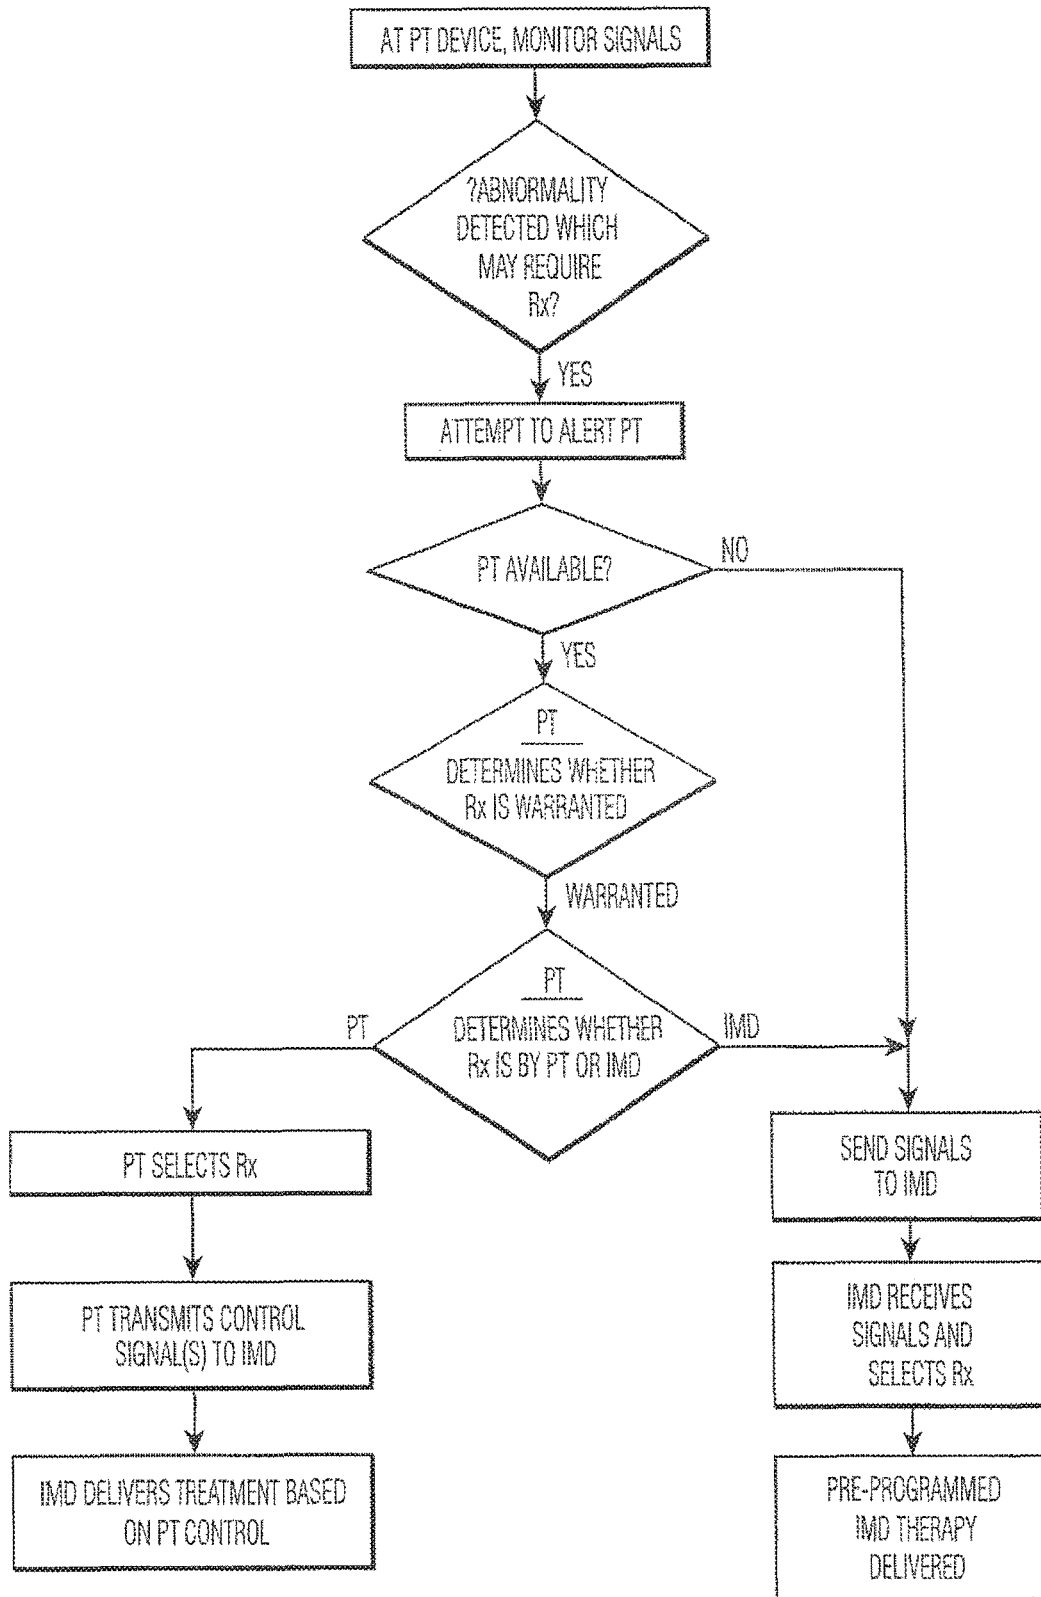 AT PT DEVICE, MONITOR SIGNALS
?ABNORMALITY
DETECTED WHICH
MAY REQUIRE
Rx?
YES
ATTEMPT TO ALERT PT
PT AVAILABLE?
NO
YES
PT
DETERMINES WHETHER
Rx IS WARRANTED
WARRANTED
PT
DETERMINES WHETHER
Rx IS BY PT OR IMD
PT
IMD
PT SELECTS Rx
PT TRANSMITS CONTROL
SIGNAL(S) TO IMD
IMD DELIVERS TREATMENT BASED
ON PT CONTROL
SEND SIGNALS
TO IMD
IMD RECEIVES
SIGNALS AND
SELECTS Rx
PRE-PROGRAMMED
IMD THERAPY
DELIVERED